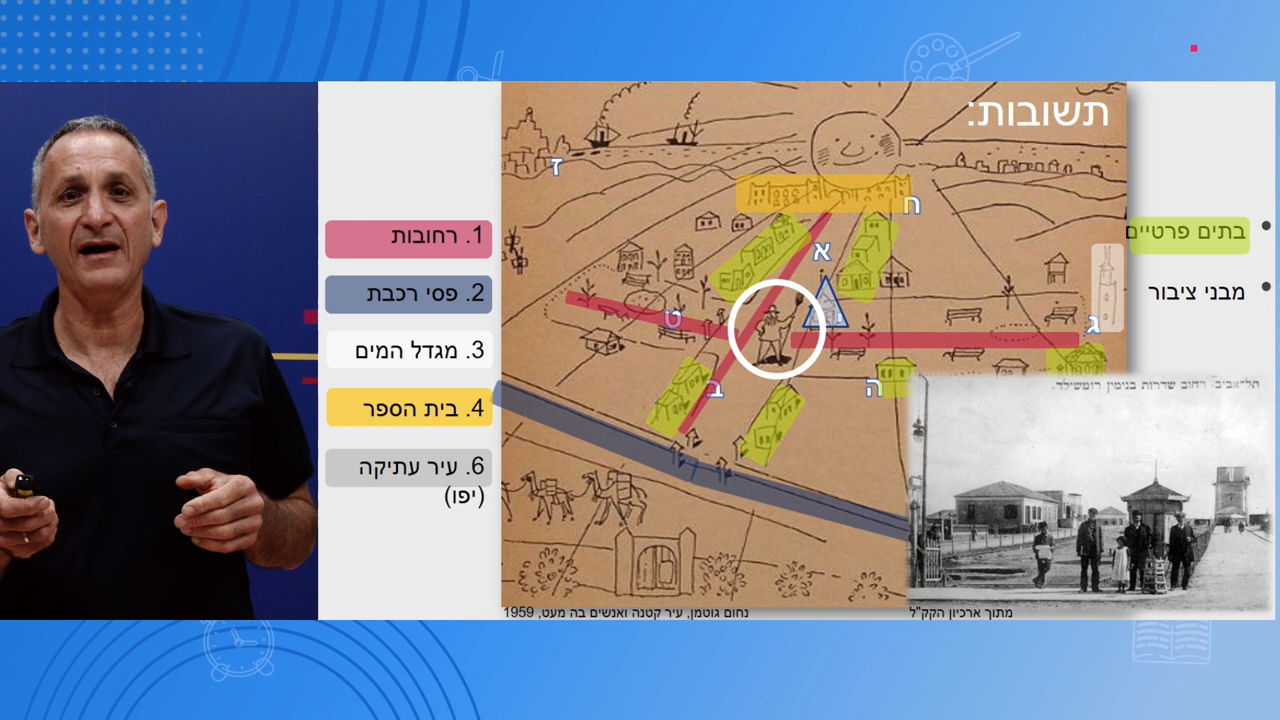 תשובות:
1. רחובות
2. פסי רכבת
3. מגדל המים
4. בית הספר
6. עיר עתיקה
(יפו)
ז
ח
א
ט
ג
ב
ה
בתים פרטיים
מבני ציבור
תל־אביב. רחוב שדרות בנימין רוטשילד.
נחום גוטמן, עיר קטנה ואנשים בה מעט, 1959
מתוך ארכיון הקק"ל